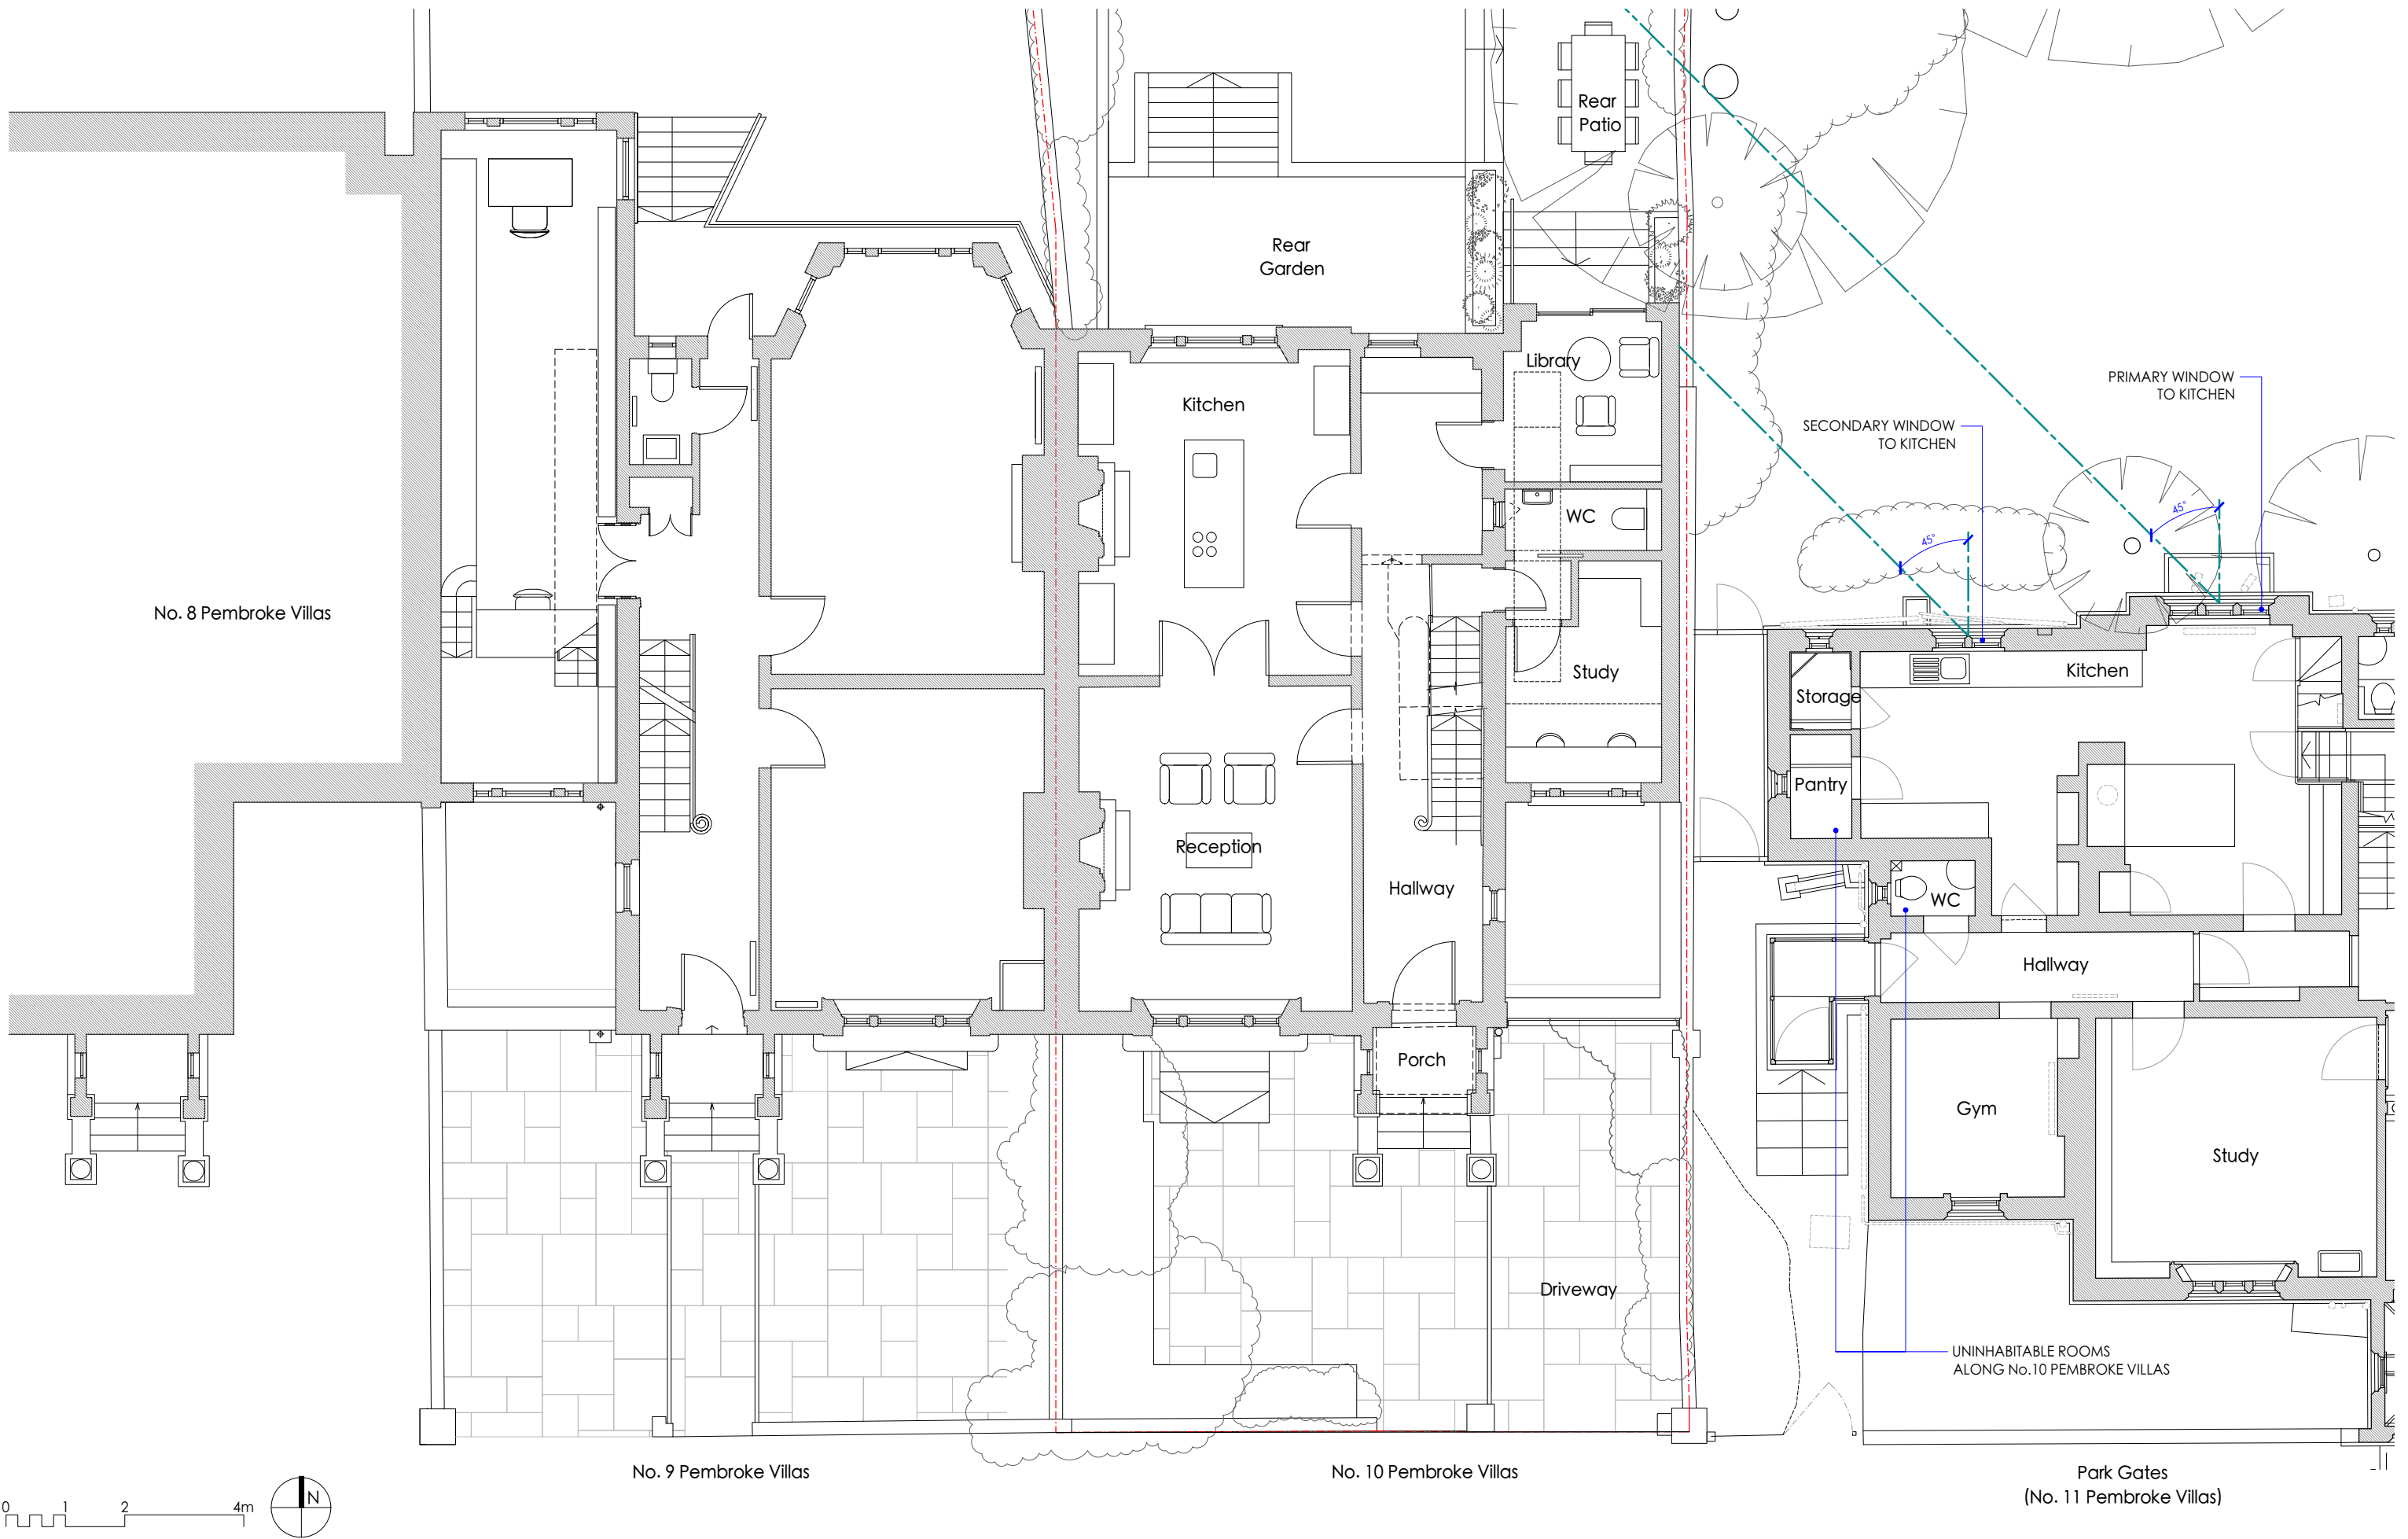 Rear
Patio
Rear
Garden
Library
PRIMARY WINDOW
TO KITCHEN
Kitchen
SECONDARY WINDOW
TO KITCHEN
45°
WC
45°
No. 8 Pembroke Villas
Study
Kitchen
Storage
Pantry
Reception
Hallway
WC
Hallway
Porch
Gym
Study
Driveway
UNINHABITABLE ROOMS
ALONG No.10 PEMBROKE VILLAS
No. 9 Pembroke Villas
No. 10 Pembroke Villas
Park Gates
(No. 11 Pembroke Villas)
0 1 2 4m
N